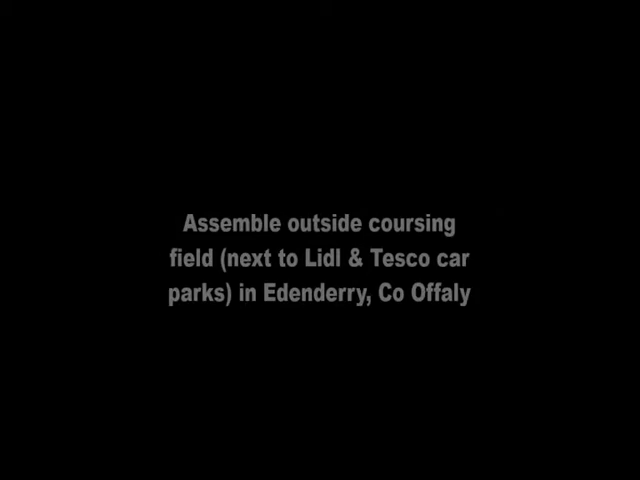 Assemble outside coursing
field (next to Lidl & Tesco car
parks) in Edenderry, Co Offaly